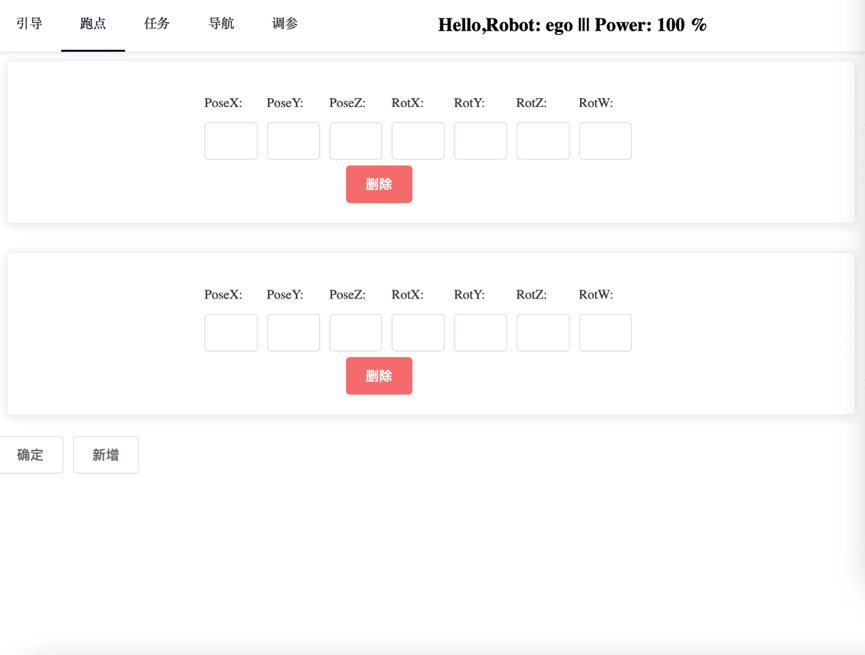 引导 跑点 任务 导航 调参 Hello,Robot: ego ||| Power: 100 %
PoseX: PoseY: PoseZ: RotX: RotY: RotZ: RotW:
删除
PoseX: PoseY: PoseZ: RotX: RotY: RotZ: RotW:
删除
确定 新增